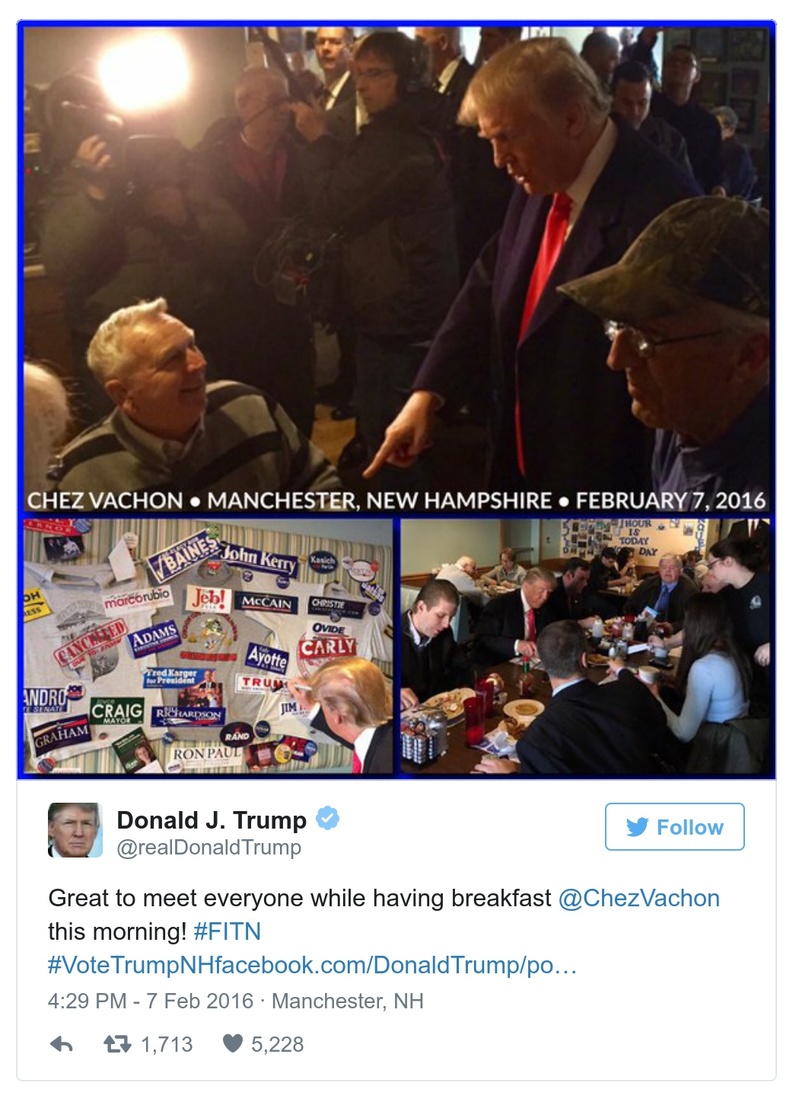 CHEZ VACHON ● MANCHESTER, NEW HAMPSHIRE ● FEBRUARY 7, 2016
HOUR
IS
TODAY
DAY
BAINES
John Kerry
Kasich
marcorubio
Jeb!
McCAIN
CHRISTIE
CANCELLED
ADAMS
OVIDE
CARLY
Ayotte
Fred Karger
for President
TRUM
ANDRO
SENATE
CRAIG
MAYOR
RICHARDSON
JIM
GRAHAM
RAND
RON PAUL
Donald J. Trump
@realDonaldTrump
Follow
Great to meet everyone while having breakfast @ChezVachon
this morning! #FITN
#VoteTrumpNHfacebook.com/DonaldTrump/po…
4:29 PM - 7 Feb 2016 · Manchester, NH
1,713 5,228